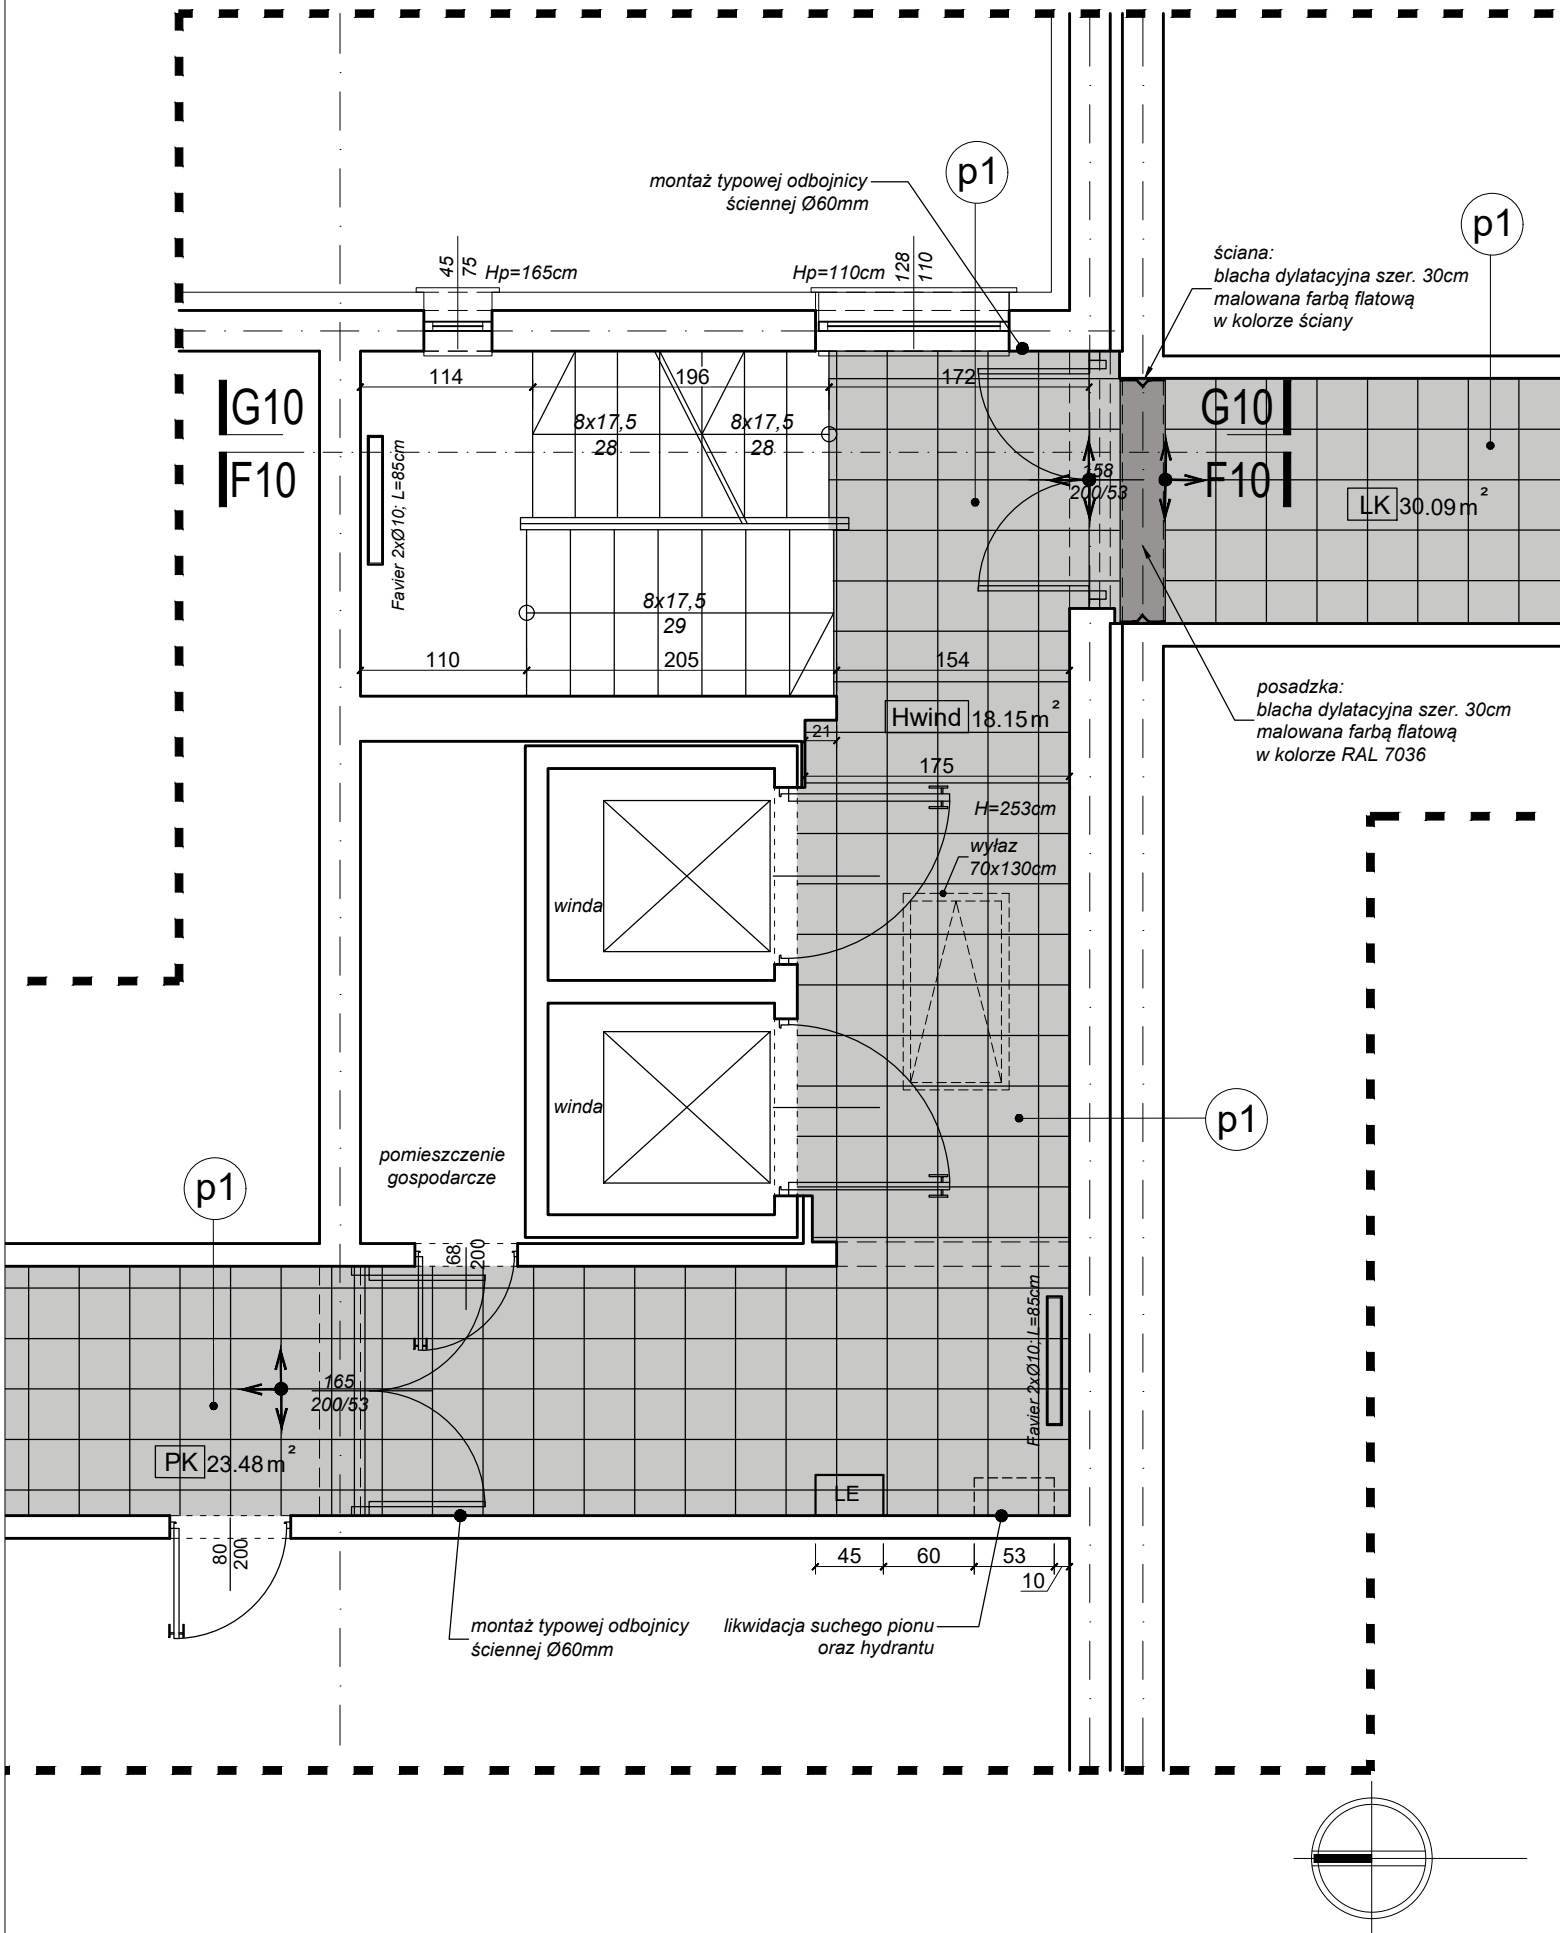 p1
montaż typowej odbojnicy
ściennej Ø60mm
p1
ściana:
blacha dylatacyjna szer. 30cm
malowana farbą flatową
w kolorze ściany
45
75
Hp=165cm
Hp=110cm
128
110
114
196
172
G10
F10
8x17,5
28
8x17,5
28
Favier 2xØ10; L=85cm
158
200/53
G10
F10
LK 30.09m²
8x17,5
29
110
205
154
posadzka:
blacha dylatacyjna szer. 30cm
malowana farbą flatową
w kolorze RAL 7036
Hwind 18.15m²
21
175
H=253cm
wyłaz
70x130cm
winda
winda
p1
pomieszczenie
gospodarcze
p1
68
200
Favier 2xØ10; L=85cm
165
200/53
PK 23.48m²
LE
80
200
45
60
53
10
montaż typowej odbojnicy
ściennej Ø60mm
likwidacja suchego pionu
oraz hydrantu